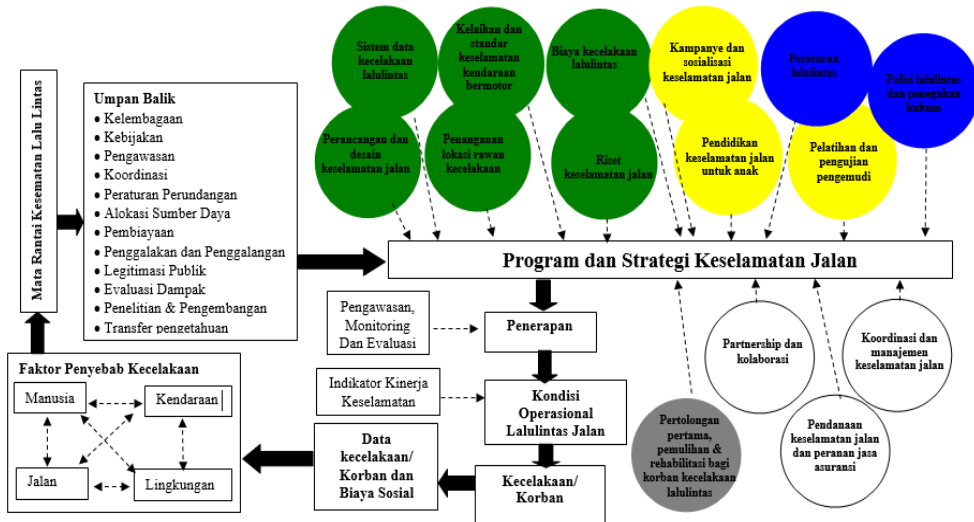 Mata Rantai Kesematan Lalu Lintas
Umpan Balik
• Kelembagaan
• Kebijakan
• Pengawasan
• Koordinasi
• Peraturan Perundangan
• Alokasi Sumber Daya
• Pembiayaan
• Penggalakan dan Penggalangan
• Legitimasi Publik
• Evaluasi Dampak
• Penelitian & Pengembangan
• Transfer pengetahuan
Sistem data
kecelakaan
lalulintas
Kelaikan dan
standar
keselamatan
kendaraan
bermotor
Biaya kecelakaan
lalulintas
Kampanye dan
sosialisasi
keselamatan jalan
Peraturan
lalulintas
Polisi lalulintas
dan penegakan
hukum
Perancangan dan
desain
keselamatan jalan
Penanganan
lokasi rawan
kecelakaan
Riset
keselamatan jalan
Pendidikan
keselamatan jalan
untuk anak
Pelatihan dan
pengujian
pengemudi
Program dan Strategi Keselamatan Jalan
Pengawasan,
Monitoring
Dan Evaluasi
Penerapan
Indikator Kinerja
Keselamatan
Kondisi
Operasional
Lalulintas Jalan
Kecelakaan/
Korban
Data
kecelakaan/
Korban dan
Biaya Sosial
Faktor Penyebab Kecelakaan
Manusia
Kendaraan
Jalan
Lingkungan
Pertolongan
pertama,
pemulihan &
rehabilitasi bagi
korban kecelakaan
lalulintas
Partnership dan
kolaborasi
Pendanaan
keselamatan jalan
dan peranan jasa
asuransi
Koordinasi dan
manajemen
keselamatan jalan